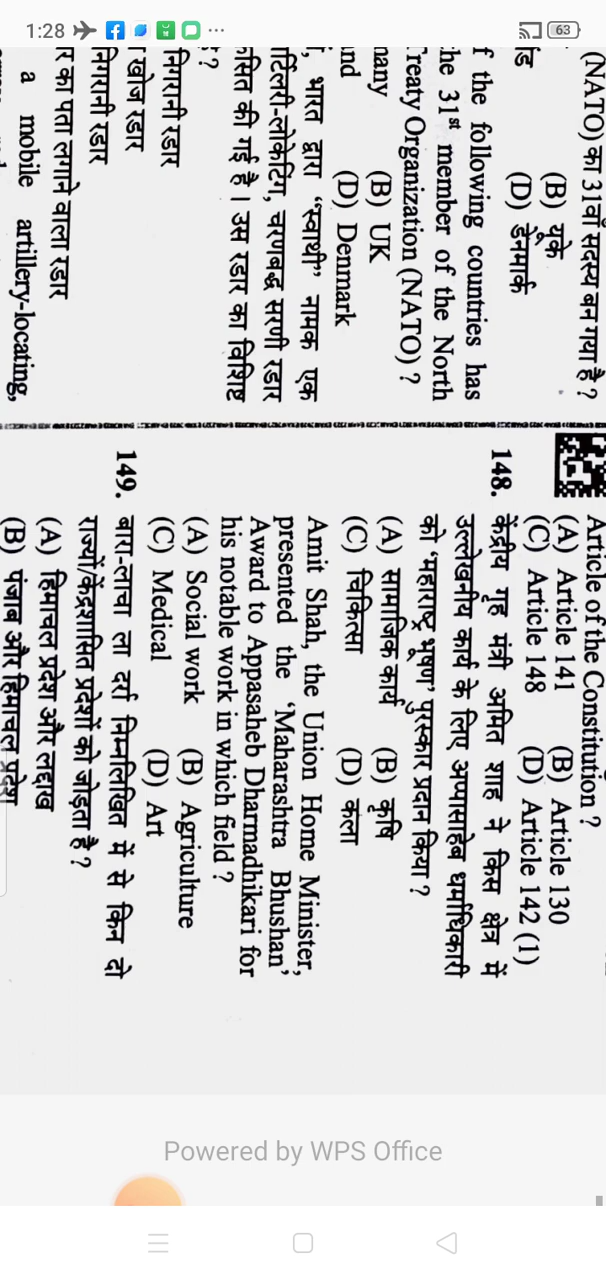 1:28
63
(NATO) का 31वाँ सदस्य बन गया है ?
(B) यूके
(D) डेनमार्क
f the following countries has
he 31st member of the North
reaty Organization (NATO) ?
many (B) UK
nd (D) Denmark
भारत द्वारा “स्वाथी” नामक एक
र्टिलरी-लोकेटिंग, चरणबद्ध सरणी रडार
सित की गई है । उस रडार का विशिष्ट
?
निगरानी रडार
खोज रडार
निगरानी रडार
र का पता लगाने वाला रडार
a mobile artillery-locating,
Article of the Constitution ?
(A) Article 141 (B) Article 130
(C) Article 148 (D) Article 142 (1)
148. केंद्रीय गृह मंत्री अमित शाह ने किस क्षेत्र में
उल्लेखनीय कार्य के लिए अप्पासाहेब धर्माधिकारी
को ‘महाराष्ट्र भूषण’ पुरस्कार प्रदान किया ?
(A) सामाजिक कार्य (B) कृषि
(C) चिकित्सा (D) कला
Amit Shah, the Union Home Minister,
presented the ‘Maharashtra Bhushan’
Award to Appasaheb Dharmadhikari for
his notable work in which field ?
(A) Social work (B) Agriculture
(C) Medical (D) Art
149. बारा-लाचा ला दर्रा निम्नलिखित में से किन दो
राज्यों/केंद्रशासित प्रदेशों को जोड़ता है ?
(A) हिमाचल प्रदेश और लद्दाख
(B) पंजाब और हिमाचल प्रदेश
Powered by WPS Office